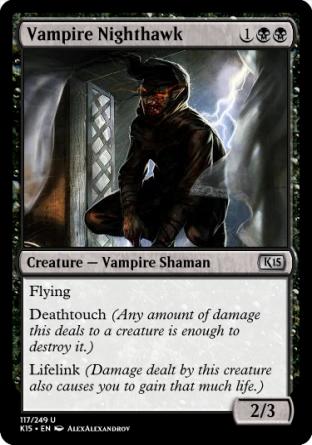 Vampire Nighthawk 1
Creature — Vampire Shaman K15
Flying
Deathtouch (Any amount of damage
this deals to a creature is enough to
destroy it.)
Lifelink (Damage dealt by this creature
also causes you to gain that much life.)
2/3
117/249 U
K15 • EN AlexAlexandrov